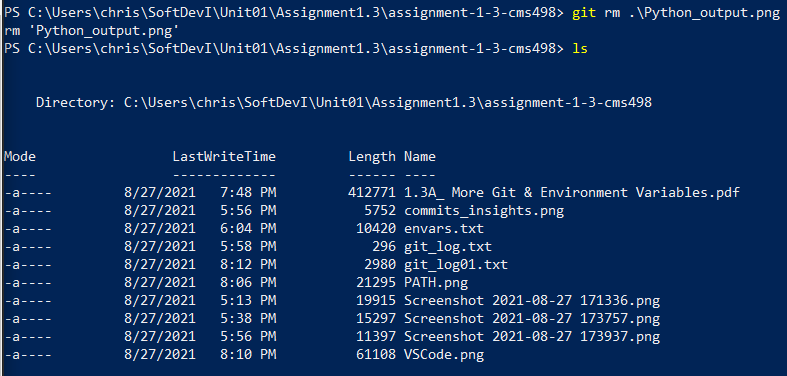 PS C:\Users\chris\SoftDevI\Unit01\Assignment1.3\assignment-1-3-cms498> git rm .\Python_output.png
rm 'Python_output.png'
PS C:\Users\chris\SoftDevI\Unit01\Assignment1.3\assignment-1-3-cms498> ls
Directory: C:\Users\chris\SoftDevI\Unit01\Assignment1.3\assignment-1-3-cms498
Mode LastWriteTime Length Name
---- ------------- ------ ----
-a---- 8/27/2021 7:48 PM 412771 1.3A_ More Git & Environment Variables.pdf
-a---- 8/27/2021 5:56 PM 5752 commits_insights.png
-a---- 8/27/2021 6:04 PM 10420 envars.txt
-a---- 8/27/2021 5:58 PM 296 git_log.txt
-a---- 8/27/2021 8:12 PM 2980 git_log01.txt
-a---- 8/27/2021 8:06 PM 21295 PATH.png
-a---- 8/27/2021 5:13 PM 19915 Screenshot 2021-08-27 171336.png
-a---- 8/27/2021 5:38 PM 15297 Screenshot 2021-08-27 173757.png
-a---- 8/27/2021 5:56 PM 11397 Screenshot 2021-08-27 173937.png
-a---- 8/27/2021 8:10 PM 61108 VSCode.png